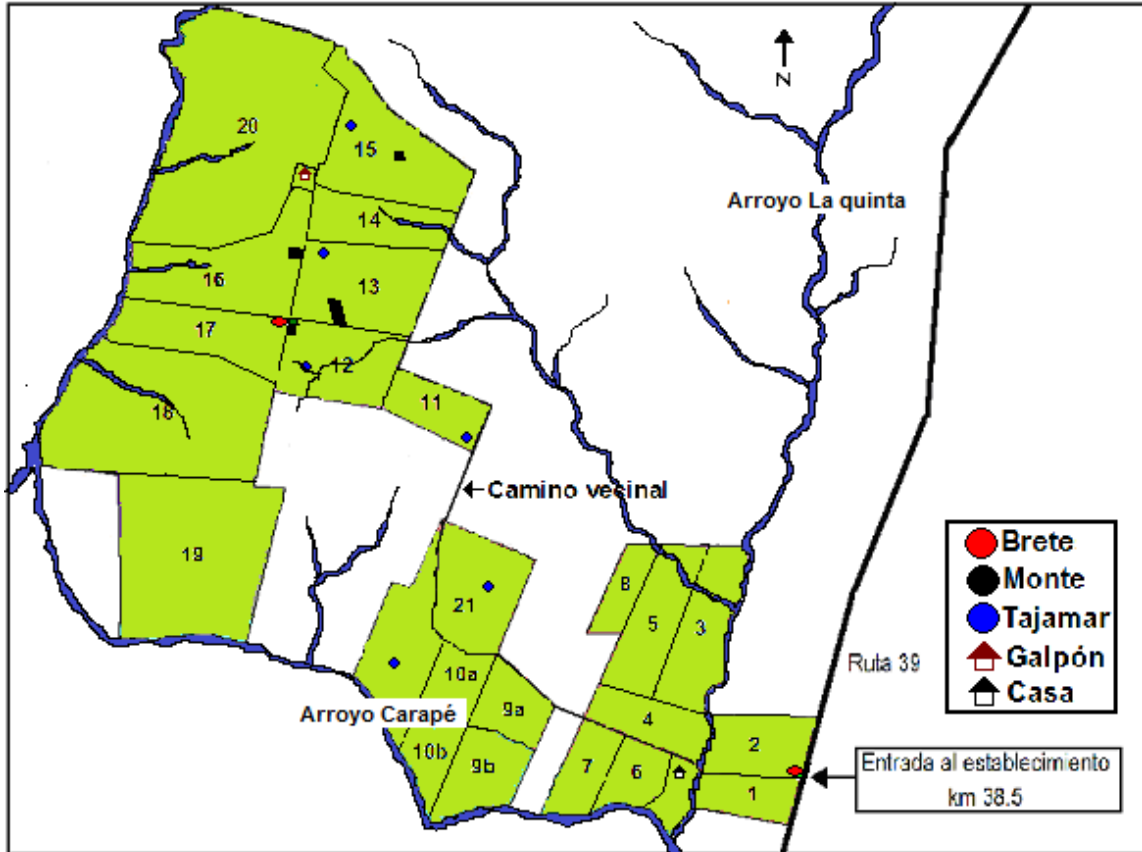 20
15
N
Arroyo La quinta
14
16
13
17
12
18
11
Camino vecinal
19
8
5
3
21
Ruta 39
10a
9a
Arroyo Carapé
4
10b
9b
7
6
2
1
Brete
Monte
Tajamar
Galpón
Casa
Entrada al establecimiento
km 38.5